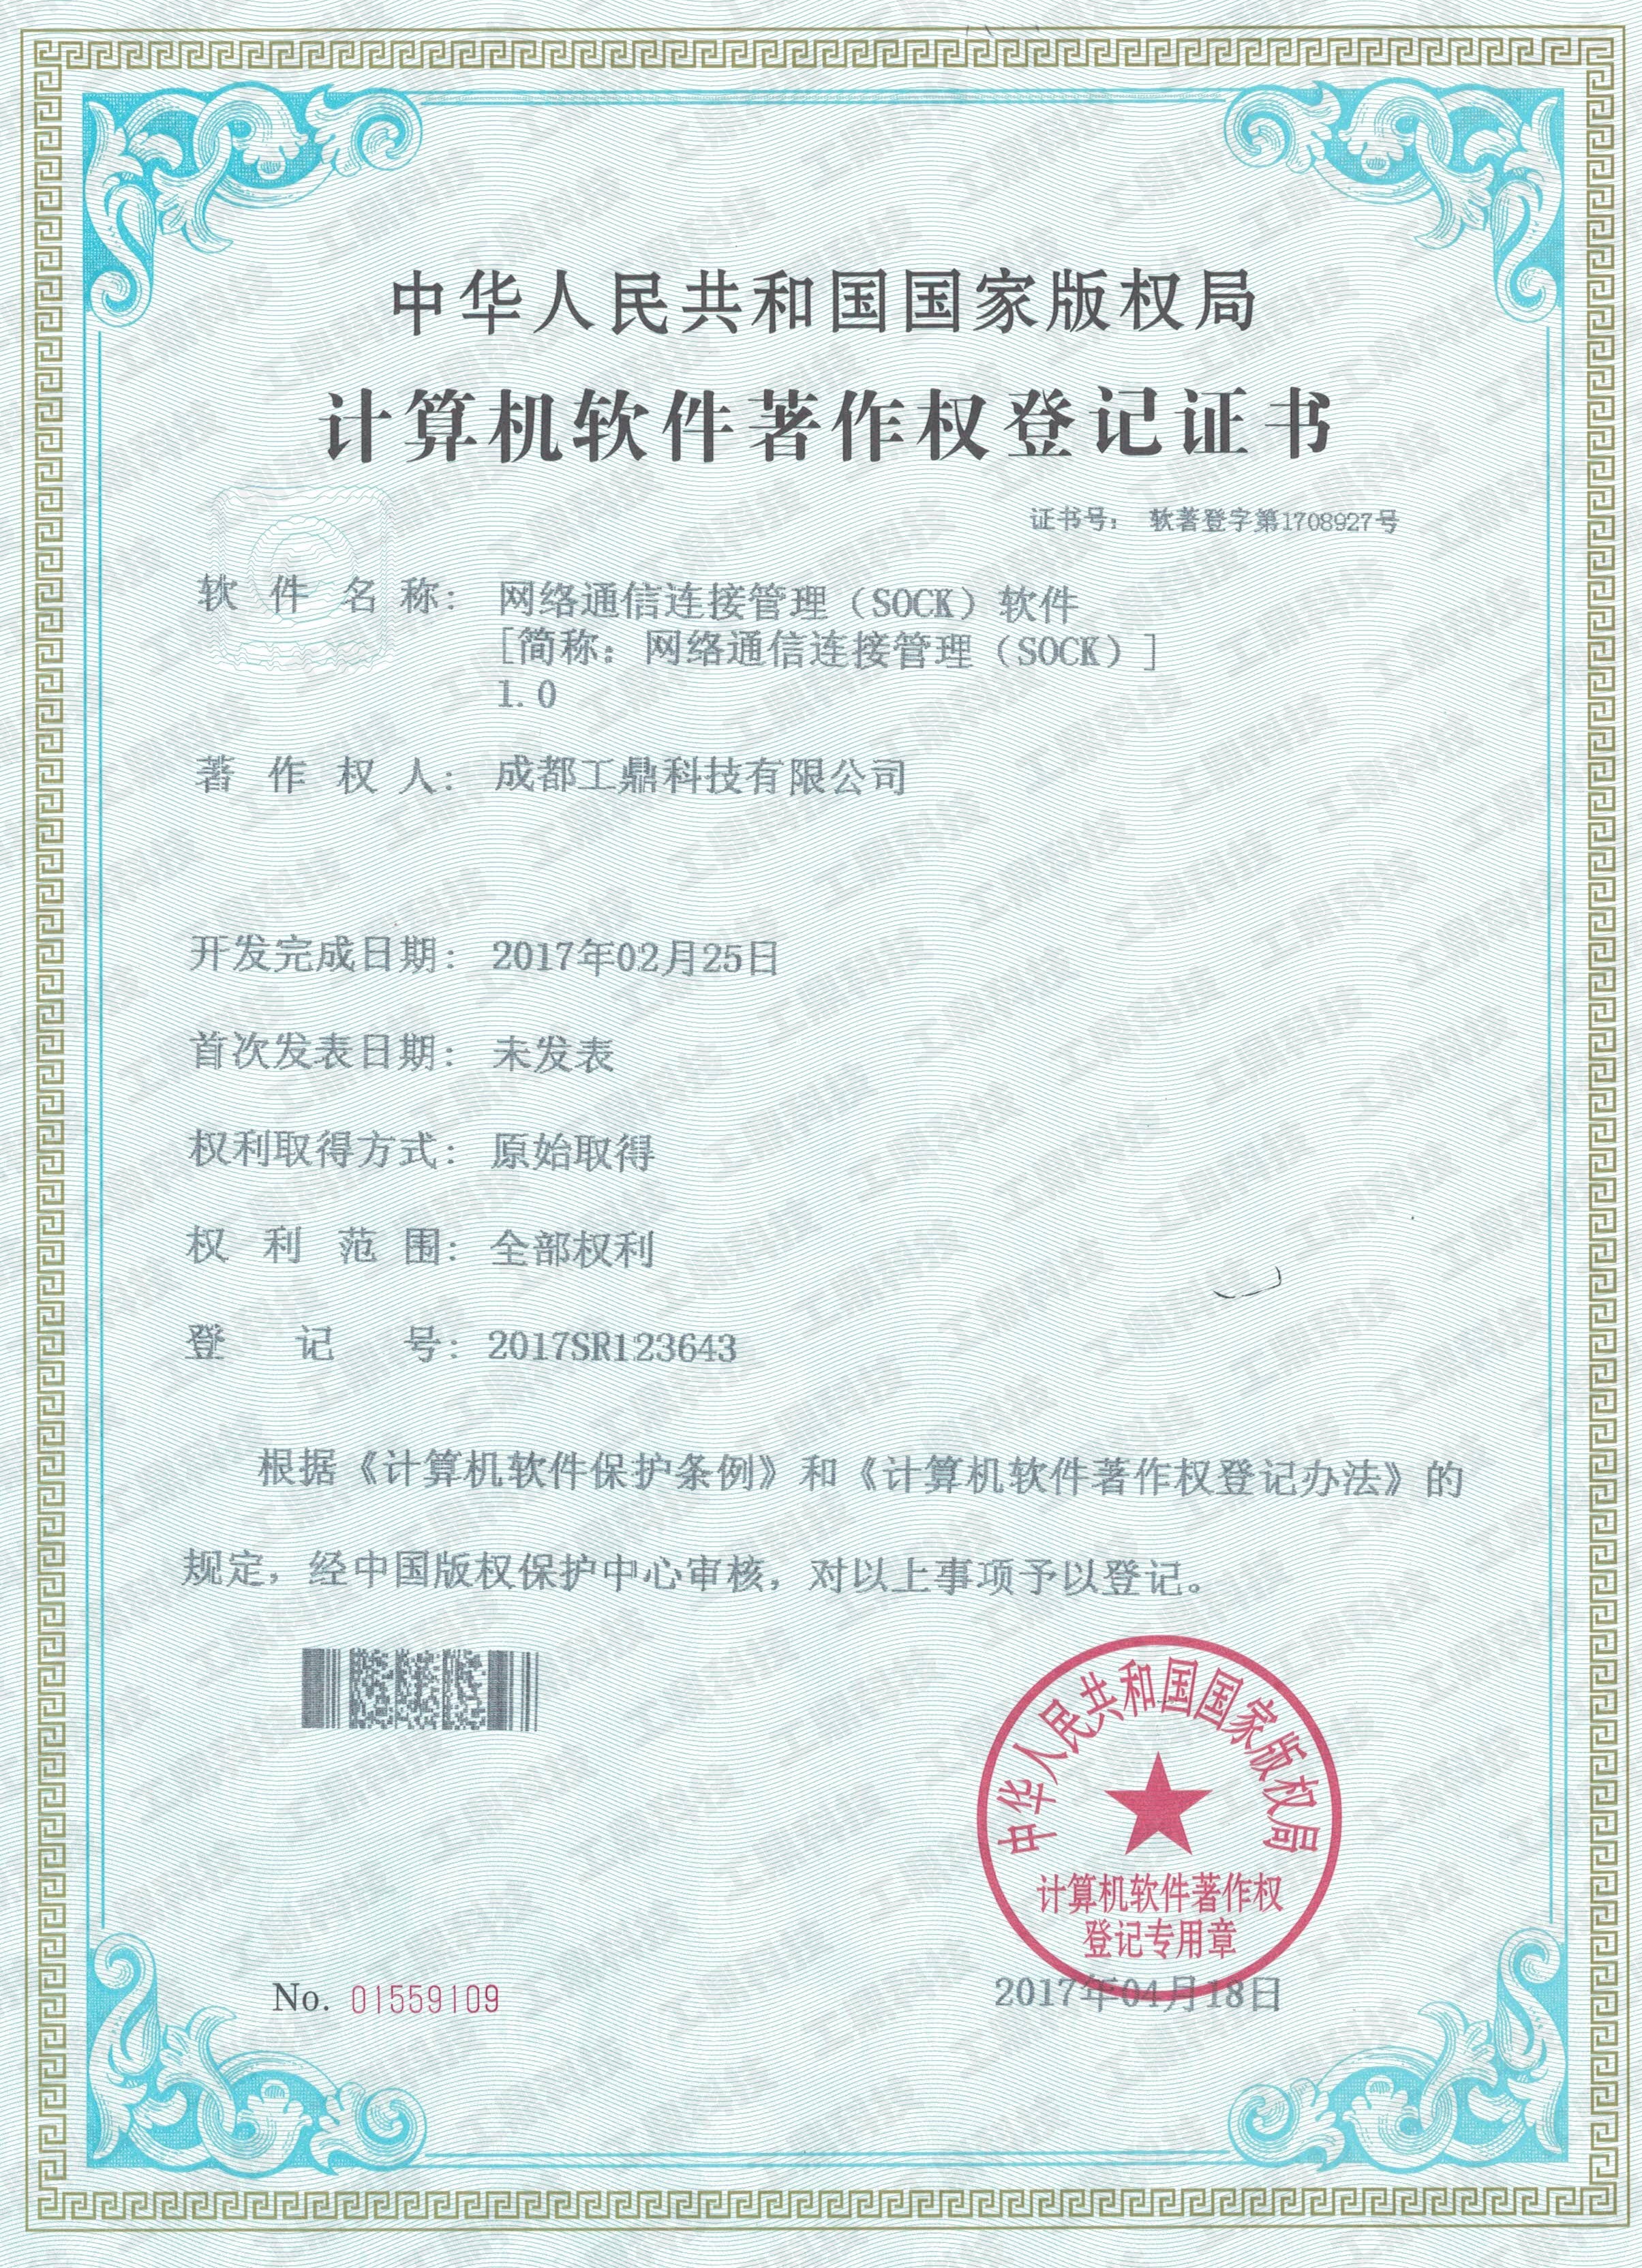 中华人民共和国国家版权局
计算机软件著作权登记证书
证书号： 软著登字第1708927号
软件名称： 网络通信连接管理（SOCK）软件
[简称：网络通信连接管理（SOCK）]
1.0
著作权人： 成都工鼎科技有限公司
开发完成日期： 2017年02月25日
首次发表日期： 未发表
权利取得方式： 原始取得
权利范围： 全部权利
登记号： 2017SR123643
根据《计算机软件保护条例》和《计算机软件著作权登记办法》的
规定，经中国版权保护中心审核，对以上事项予以登记。
中华人民共和国国家版权局
计算机软件著作权
登记专用章
No. 01559109
2017年04月18日
工鼎科技